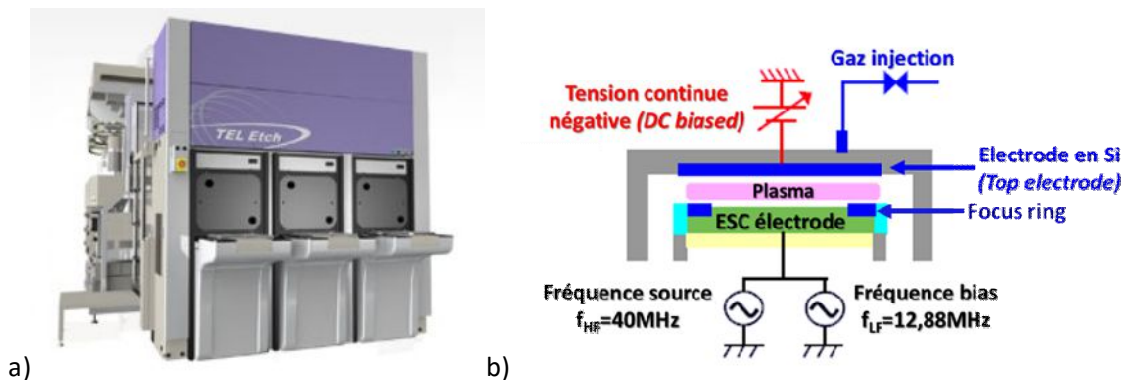 TEL Etch
a)
Gaz injection
Tension continue
négative (DC biased)
Electrode en Si
(Top electrode)
Plasma
Focus ring
ESC électrode
Fréquence source
f_HF=40MHz
Fréquence bias
f_LF=12,88MHz
b)